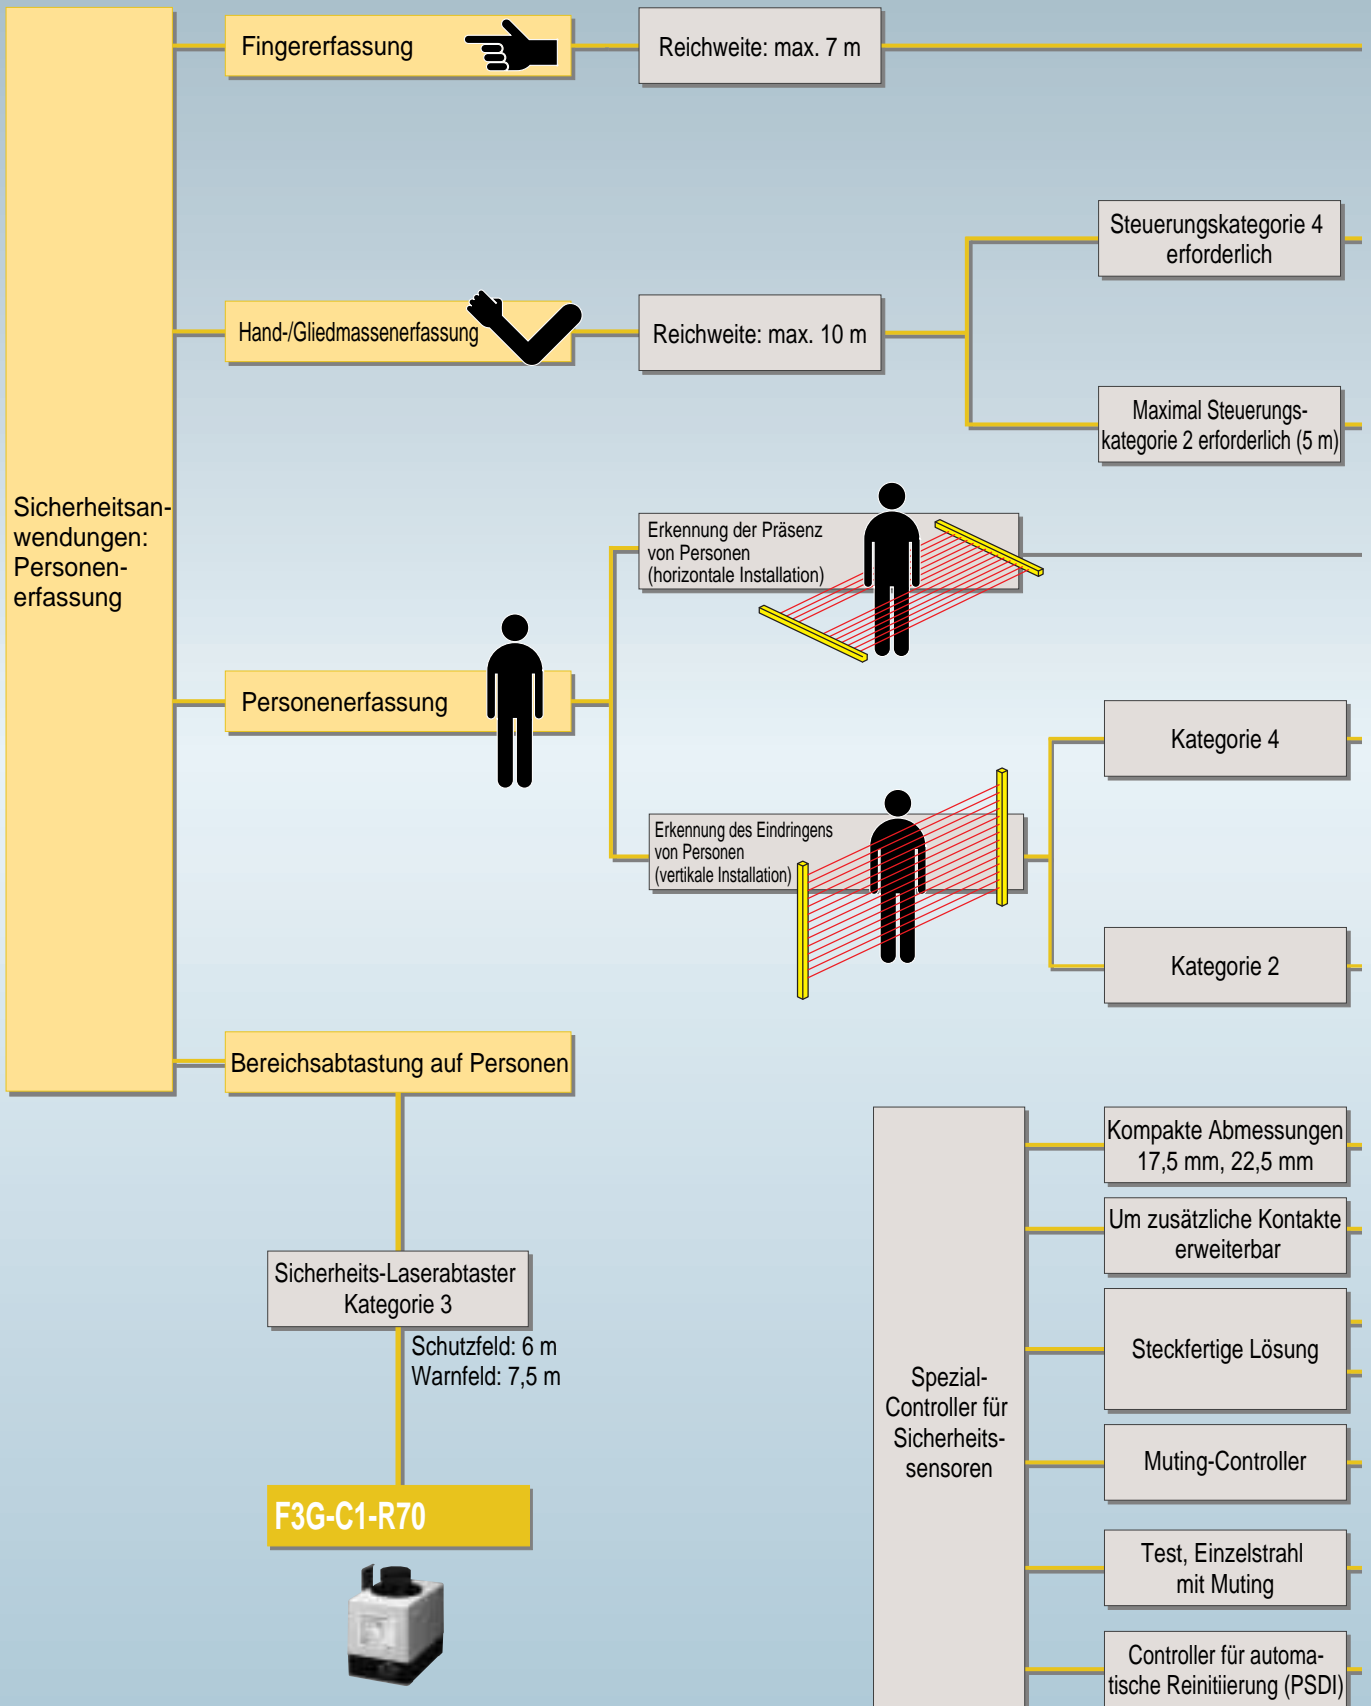 Sicherheitsan-
wendungen:
Personen-
erfassung
Fingererfassung
Reichweite: max. 7 m
Hand-/Gliedmassenerfassung
Reichweite: max. 10 m
Steuerungskategorie 4
erforderlich
Maximal Steuerungs-
kategorie 2 erforderlich (5 m)
Personenerfassung
Erkennung der Präsenz
von Personen
(horizontale Installation)
Erkennung des Eindringens
von Personen
(vertikale Installation)
Kategorie 4
Kategorie 2
Bereichsabtastung auf Personen
Sicherheits-Laserabtaster
Kategorie 3
Schutzfeld: 6 m
Warnfeld: 7,5 m
F3G-C1-R70
Spezial-
Controller für
Sicherheits-
sensoren
Kompakte Abmessungen
17,5 mm, 22,5 mm
Um zusätzliche Kontakte
erweiterbar
Steckfertige Lösung
Muting-Controller
Test, Einzelstrahl
mit Muting
Controller für automa-
tische Reinitiierung (PSDI)